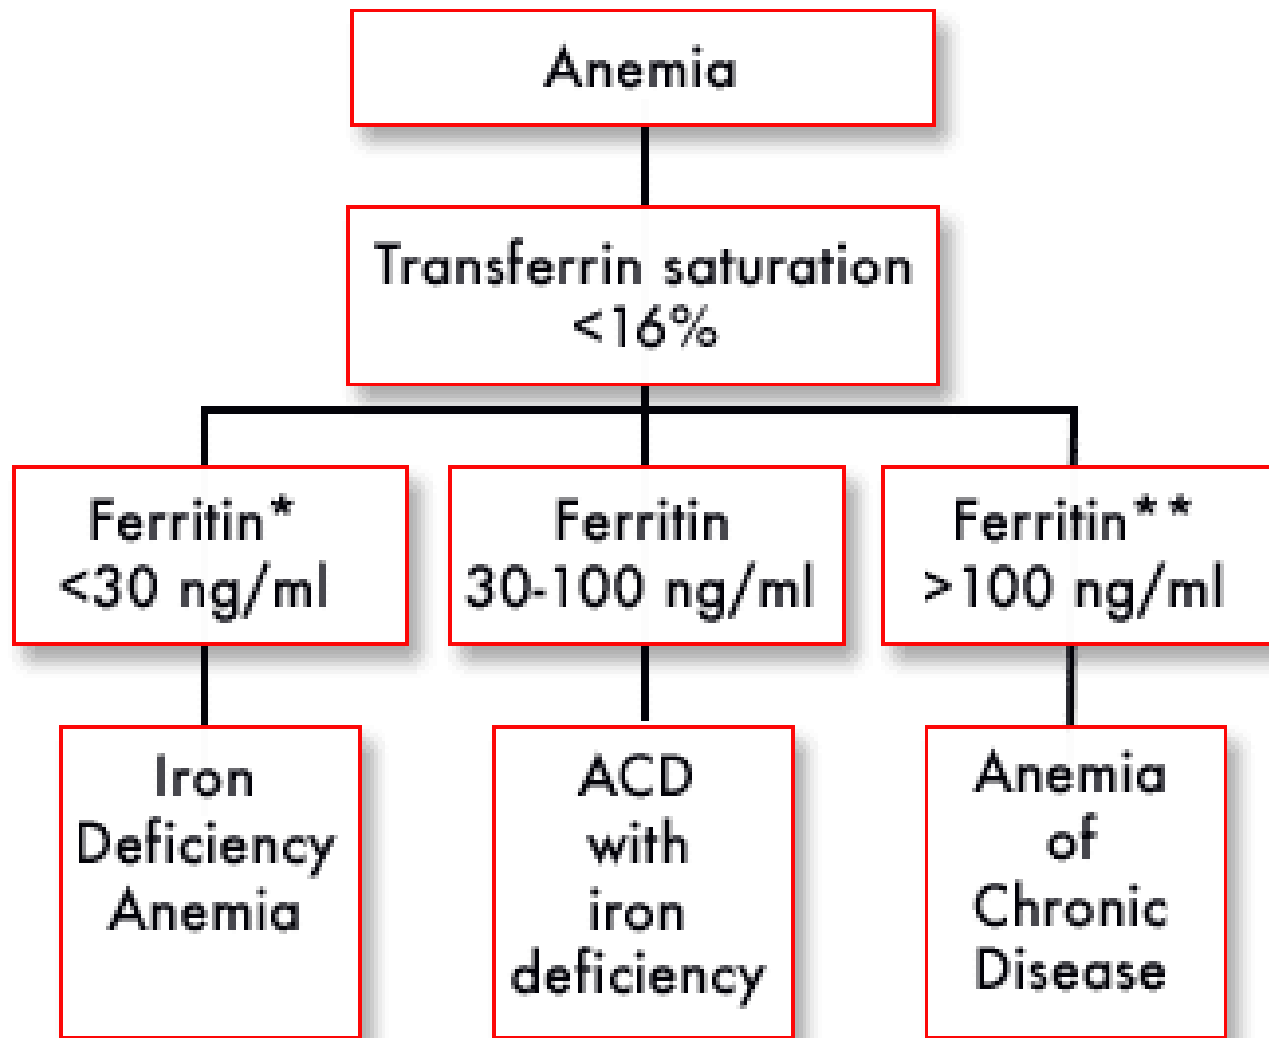 Anemia
Transferrin saturation
<16%
Ferritin*
<30 ng/ml
Ferritin
30-100 ng/ml
Ferritin**
>100 ng/ml
Iron
Deficiency
Anemia
ACD
with
iron
deficiency
Anemia
of
Chronic
Disease